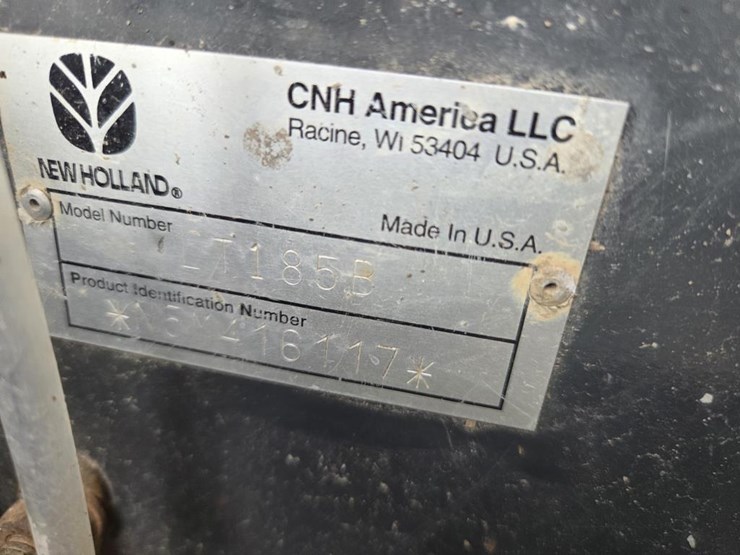 CNH America LLC
Racine, WI 53404 U.S.A.
NEW HOLLAND®
Model Number
Made In U.S.A.
LT185B
Product Identification Number